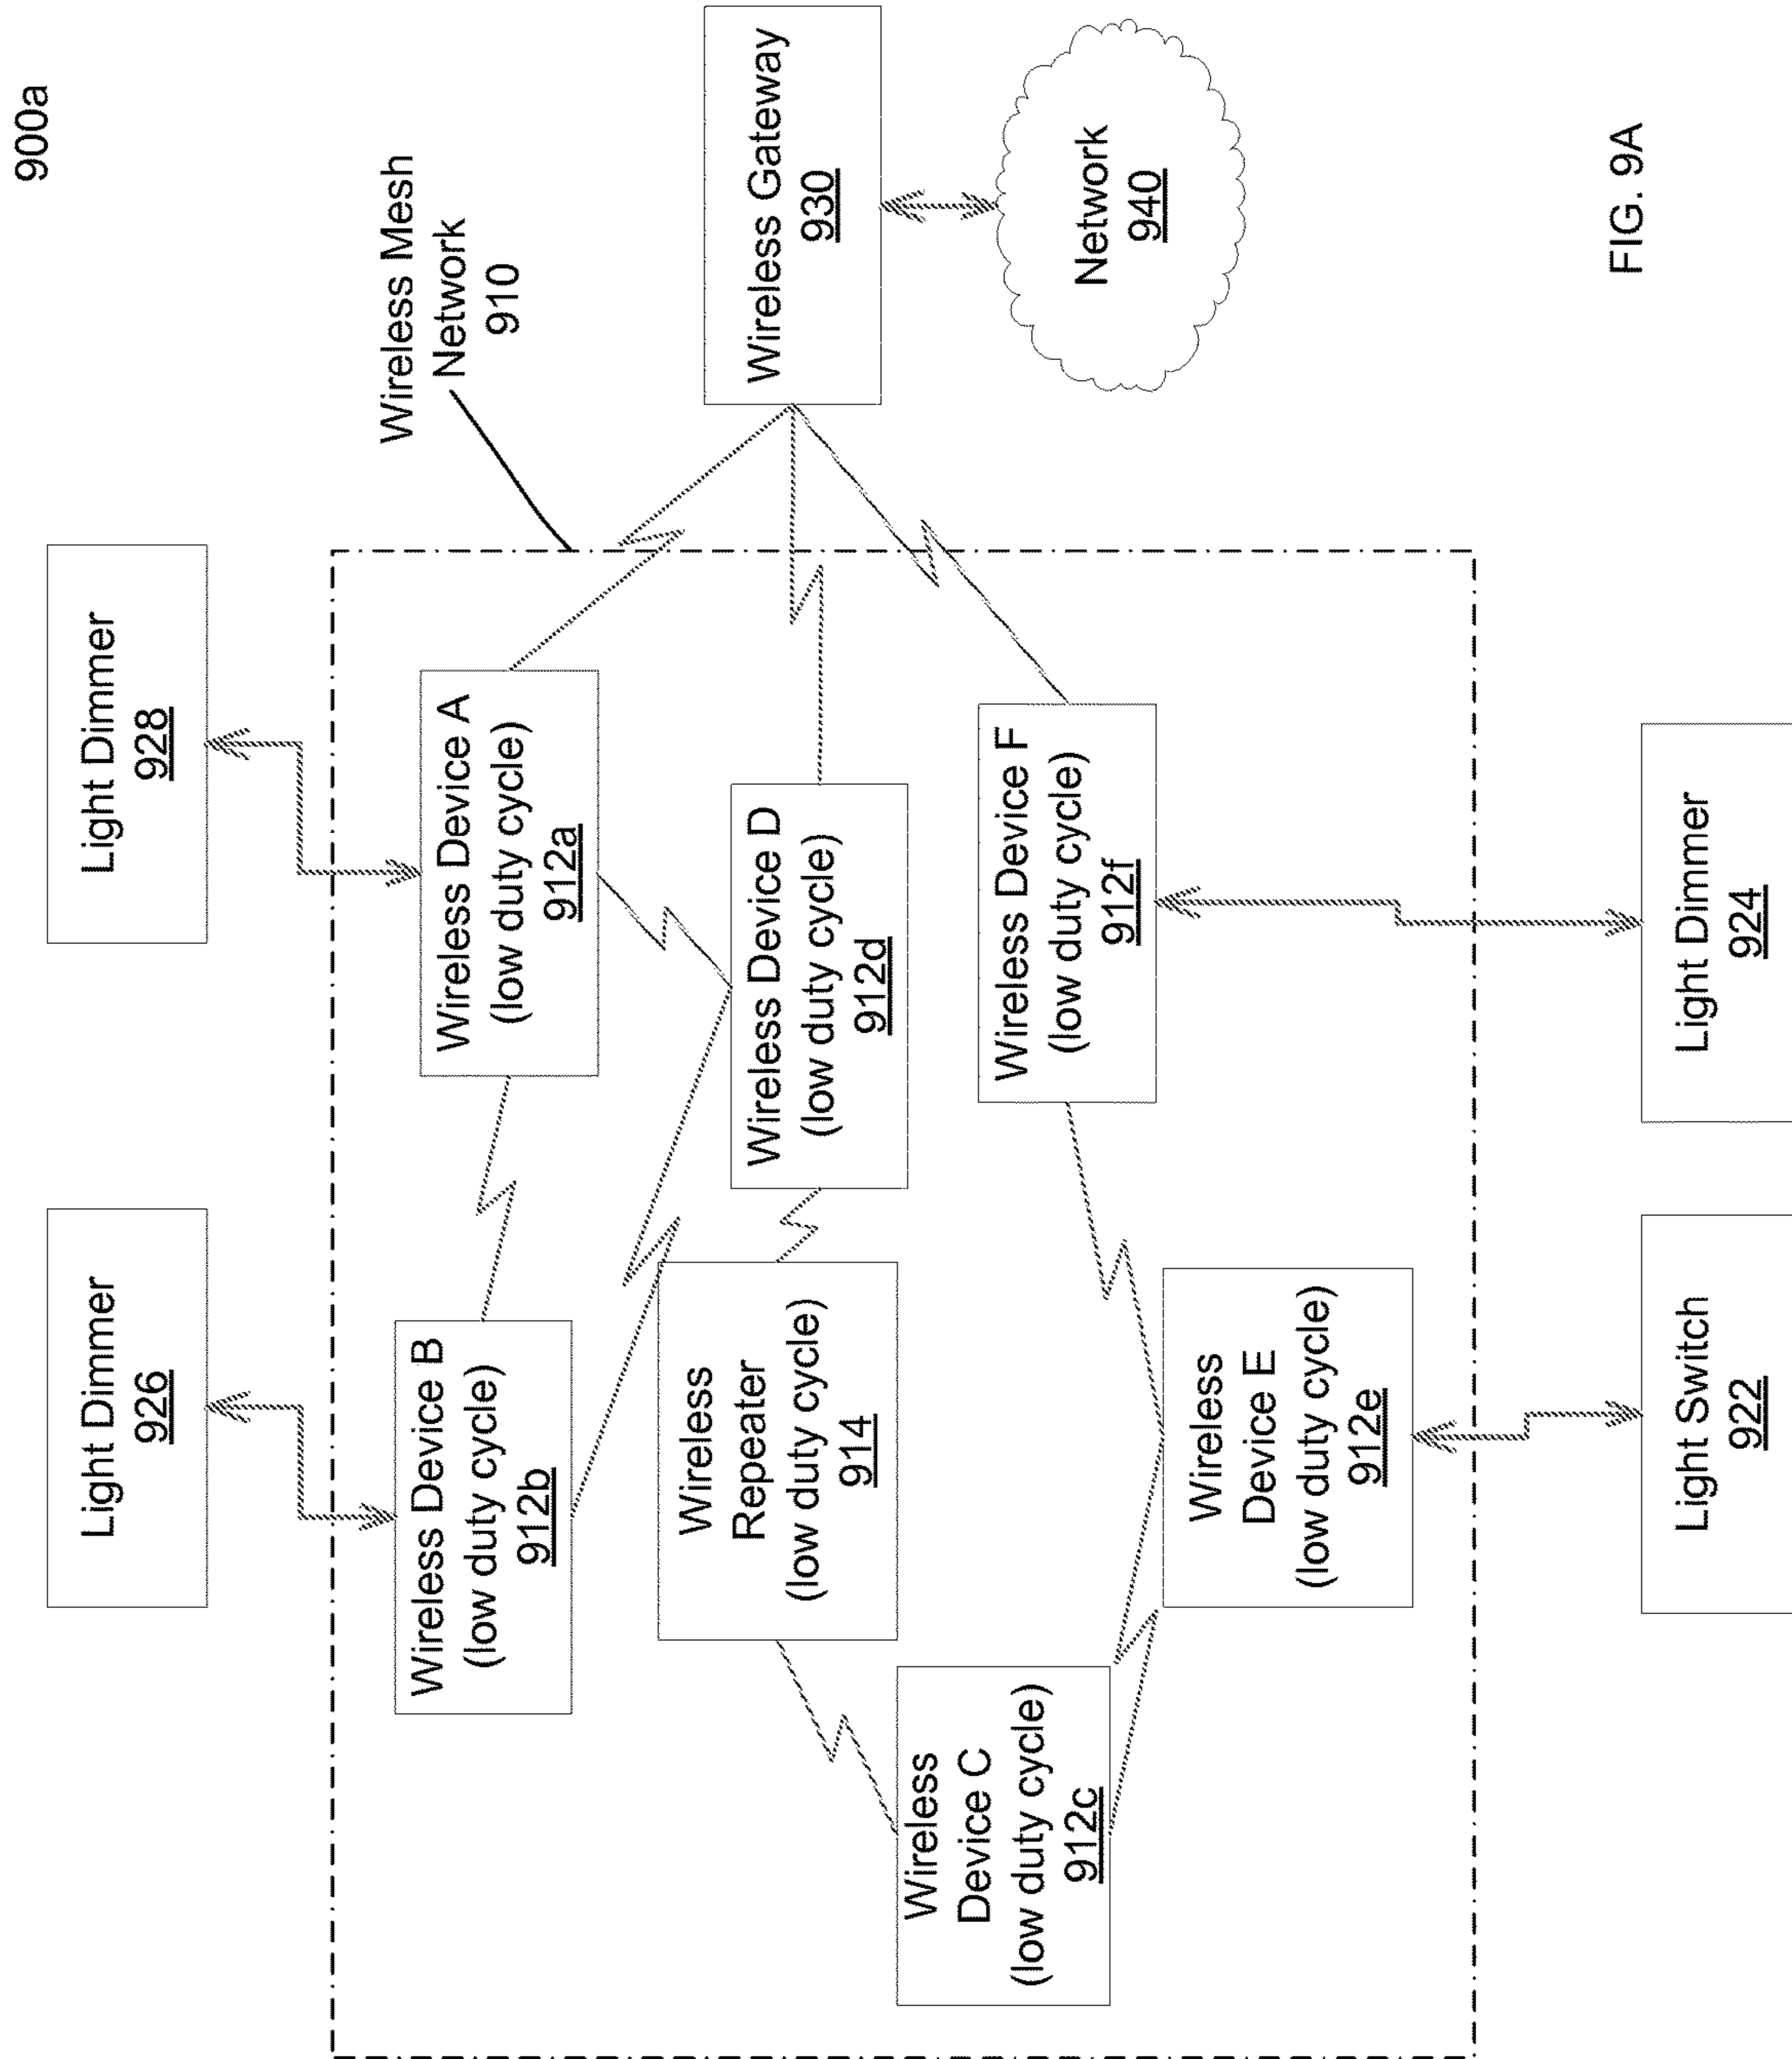 900a
Light Dimmer
926
Light Dimmer
928
Wireless Mesh
Network
910
Wireless Device B
(low duty cycle)
912b
Wireless Device A
(low duty cycle)
912a
Wireless
Repeater
(low duty cycle)
914
Wireless Device D
(low duty cycle)
912d
Wireless Gateway
930
Wireless
Device C
(low duty cycle)
912c
Wireless Device F
(low duty cycle)
912f
Network
940
Wireless
Device E
(low duty cycle)
912e
Light Switch
922
Light Dimmer
924
FIG. 9A